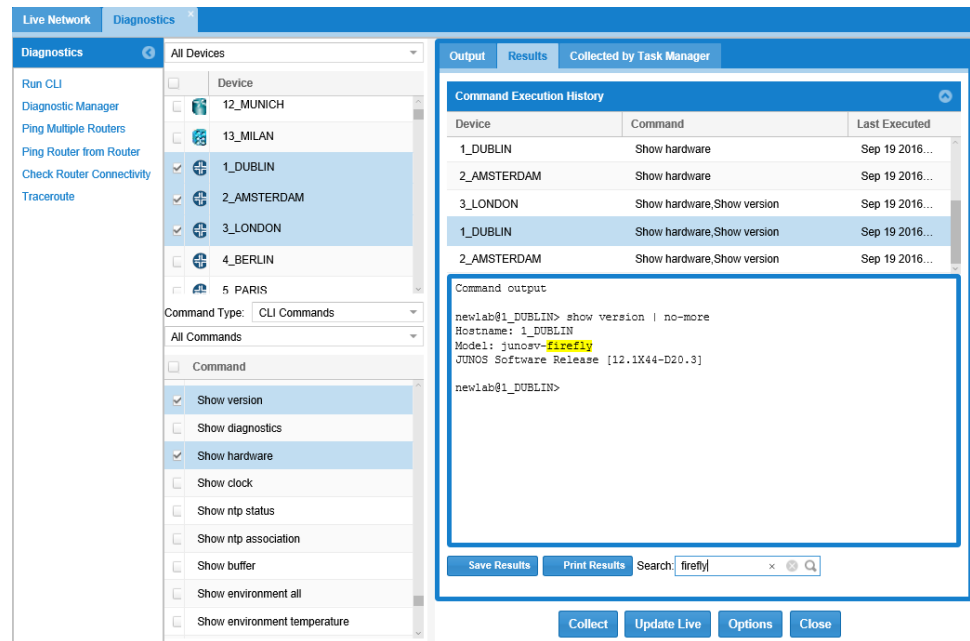 Live Network Diagnostics ×
Diagnostics
Run CLI
Diagnostic Manager
Ping Multiple Routers
Ping Router from Router
Check Router Connectivity
Traceroute
All Devices
Device
12_MUNICH
13_MILAN
1_DUBLIN
2_AMSTERDAM
3_LONDON
4_BERLIN
5_PARIS
Command Type: CLI Commands
All Commands
Command
Show version
Show diagnostics
Show hardware
Show clock
Show ntp status
Show ntp association
Show buffer
Show environment all
Show environment temperature
Output Results Collected by Task Manager
Command Execution History
Device Command Last Executed
1_DUBLIN Show hardware Sep 19 2016...
2_AMSTERDAM Show hardware Sep 19 2016...
3_LONDON Show hardware,Show version Sep 19 2016...
1_DUBLIN Show hardware,Show version Sep 19 2016...
2_AMSTERDAM Show hardware,Show version Sep 19 2016...
Command output
newlab@1_DUBLIN> show version | no-more
Hostname: 1_DUBLIN
Model: junosv-firefly
JUNOS Software Release [12.1X44-D20.3]
newlab@1_DUBLIN>
Save Results Print Results Search: firefly ×
Collect Update Live Options Close